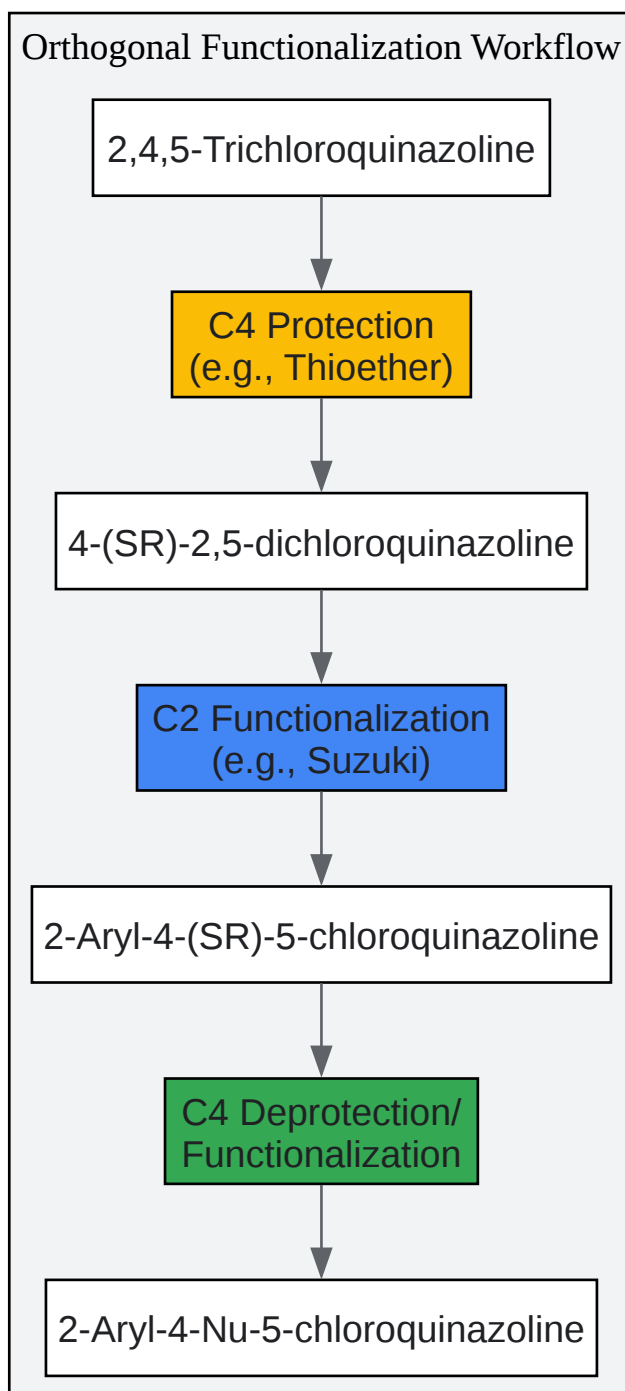 Orthogonal Functionalization Workflow
2,4,5-Trichloroquinazoline
C4 Protection
(e.g., Thioether)
4-(SR)-2,5-dichloroquinazoline
C2 Functionalization
(e.g., Suzuki)
2-Aryl-4-(SR)-5-chloroquinazoline
C4 Deprotection/
Functionalization
2-Aryl-4-Nu-5-chloroquinazoline